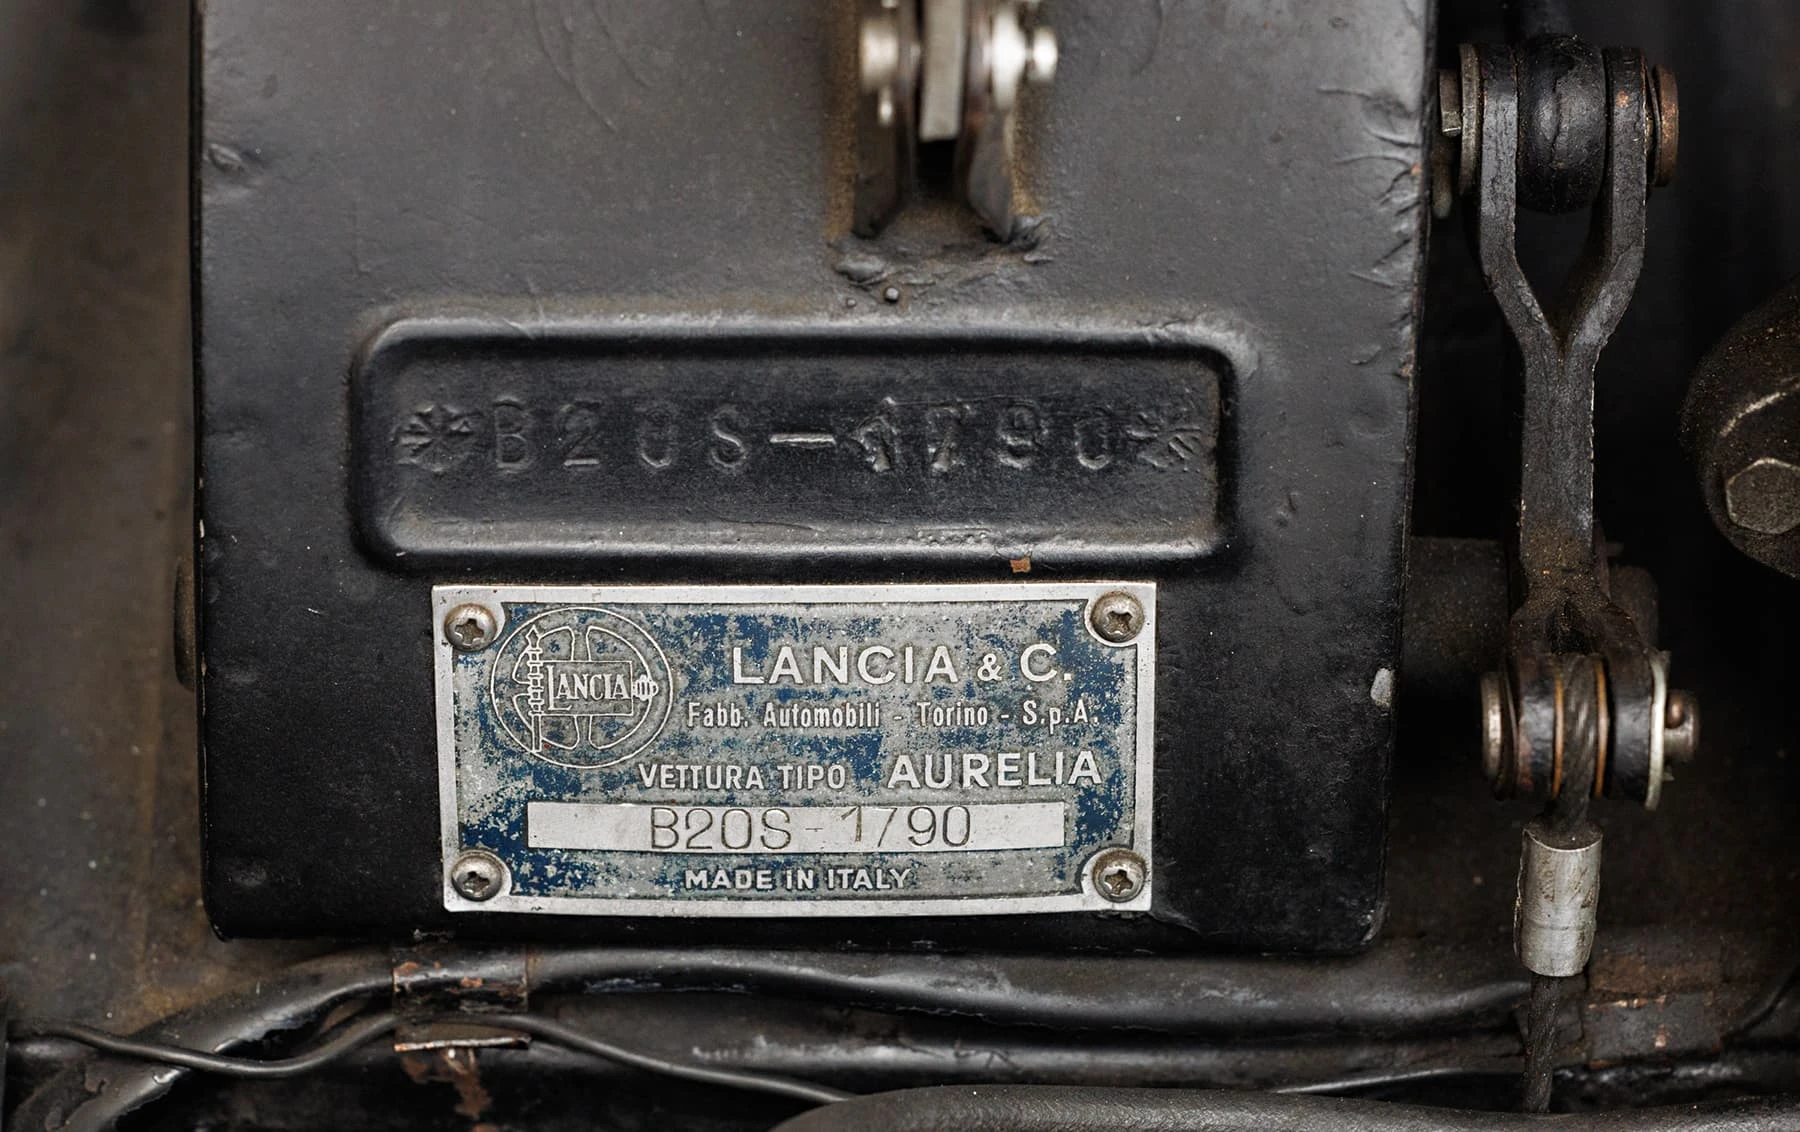 *B20S-1790*
LANCIA
LANCIA & C.
Fabb. Automobili - Torino - S.p.A.
VETTURA TIPO AURELIA
B20S-1790
MADE IN ITALY